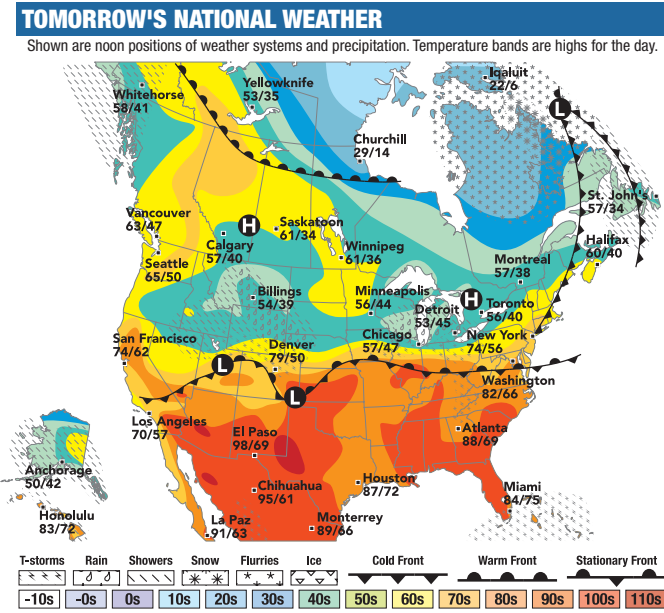 TOMORROW'S NATIONAL WEATHER
Shown are noon positions of weather systems and precipitation. Temperature bands are highs for the day.
Iqaluit
22/6
Yellowknife
53/35
Whitehorse
58/41
L
Churchill
29/14
St. John's
57/34
Vancouver
63/47
H
Saskatoon
61/34
Calgary
57/40
Winnipeg
61/36
Halifax
60/40
Seattle
65/50
Montreal
57/38
Billings
54/39
Minneapolis
56/44
H
Detroit
53/45
Toronto
56/40
San Francisco
74/62
Denver
79/50
Chicago
57/47
New York
74/56
L
L
Washington
82/66
Los Angeles
70/57
El Paso
98/69
Atlanta
88/69
Anchorage
50/42
Chihuahua
95/61
Houston
87/72
Miami
84/75
Honolulu
83/72
La Paz
91/63
Monterrey
89/66
T-storms Rain Showers Snow Flurries Ice Cold Front Warm Front Stationary Front
-10s -0s 0s 10s 20s 30s 40s 50s 60s 70s 80s 90s 100s 110s